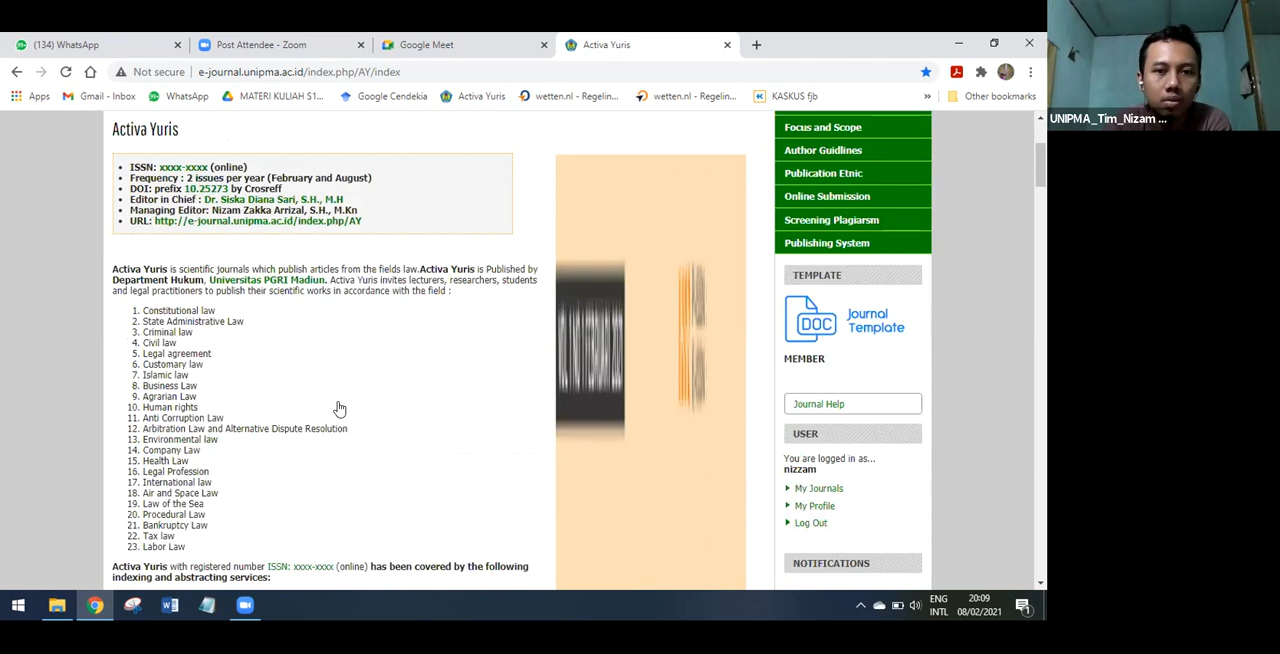 (134) WhatsApp
Post Attendee - Zoom
Google Meet
Activa Yuris
Not secure | e-journal.unipma.ac.id/index.php/AY/index
Apps
Gmail - Inbox
WhatsApp
MATERI KULIAH S1...
Google Cendekia
Activa Yuris
wetten.nl - Regelin...
wetten.nl - Regelin...
KASKUS fjb
»
Other bookmarks
UNIPMA_Tim_Nizam ...
Activa Yuris
ISSN: xxxx-xxxx (online)
Frequency : 2 issues per year (February and August)
DOI: prefix 10.25273 by Crosreff
Editor in Chief : Dr. Siska Diana Sari, S.H., M.H
Managing Editor: Nizam Zakka Arrizal, S.H., M.Kn
URL: http://e-journal.unipma.ac.id/index.php/AY
Activa Yuris is scientific journals which publish articles from the fields law.Activa Yuris is Published by
Department Hukum, Universitas PGRI Madiun. Activa Yuris invites lecturers, researchers, students
and legal practitioners to publish their scientific works in accordance with the field :
1. Constitutional law
2. State Administrative Law
3. Criminal law
4. Civil law
5. Legal agreement
6. Customary law
7. Islamic law
8. Business Law
9. Agrarian Law
10. Human rights
11. Anti Corruption Law
12. Arbitration Law and Alternative Dispute Resolution
13. Environmental law
14. Company Law
15. Health Law
16. Legal Profession
17. International law
18. Air and Space Law
19. Law of the Sea
20. Procedural Law
21. Bankruptcy Law
22. Tax law
23. Labor Law
Activa Yuris with registered number ISSN: xxxx-xxxx (online) has been covered by the following
indexing and abstracting services:
Focus and Scope
Author Guidlines
Publication Etnic
Online Submission
Screening Plagiarsm
Publishing System
TEMPLATE
DOC
Journal
Template
MEMBER
Journal Help
USER
You are logged in as...
nizzam
My Journals
My Profile
Log Out
NOTIFICATIONS
ENG
INTL
20:09
08/02/2021
1